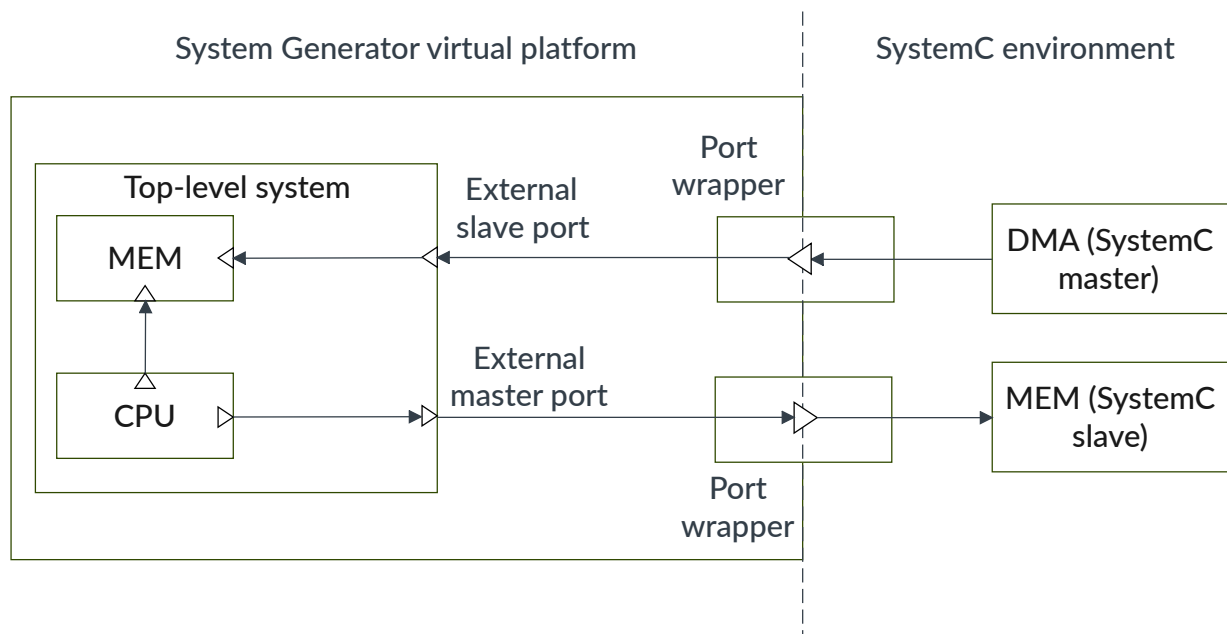 System Generator virtual platform
SystemC environment
Port
wrapper
Top-level system
External
slave port
MEM
DMA (SystemC
master)
External
master port
CPU
MEM (SystemC
slave)
Port
wrapper